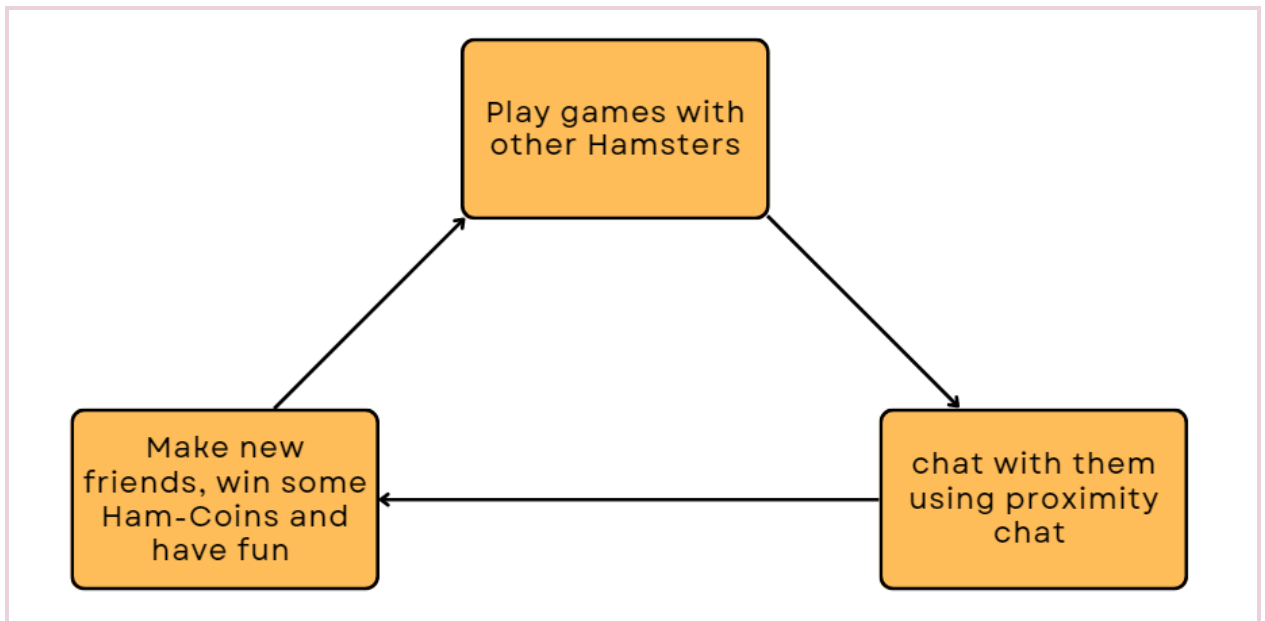 Play games with
other Hamsters
Make new
friends, win some
Ham-Coins and
have fun
chat with them
using proximity
chat